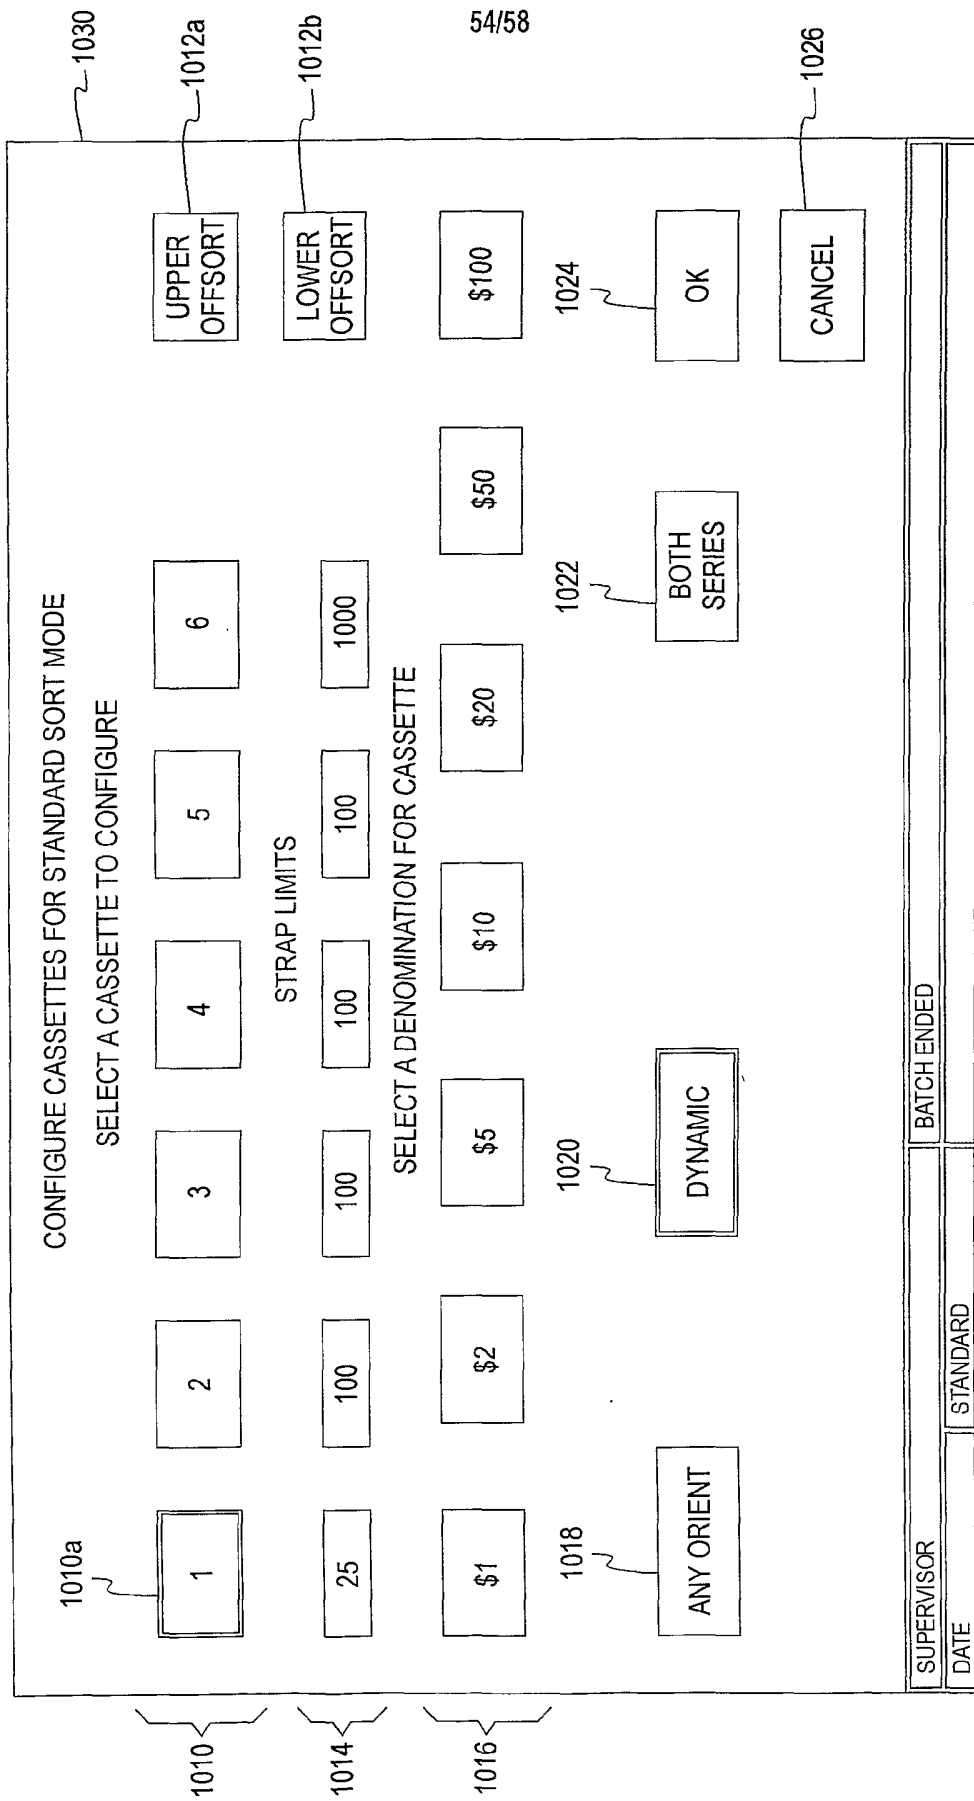 54/58
1030
CONFIGURE CASSETTES FOR STANDARD SORT MODE
SELECT A CASSETTE TO CONFIGURE
1010a
1010
1 2 3 4 5 6
UPPER
OFFSORT
1012a
STRAP LIMITS
1014
25 100 100 100 100 1000
LOWER
OFFSORT
1012b
SELECT A DENOMINATION FOR CASSETTE
1016
$1 $2 $5 $10 $20 $50 $100
1018
ANY ORIENT
1020
DYNAMIC
1022
BOTH
SERIES
1024
OK
CANCEL
1026
SUPERVISOR
BATCH ENDED
DATE
STANDARD